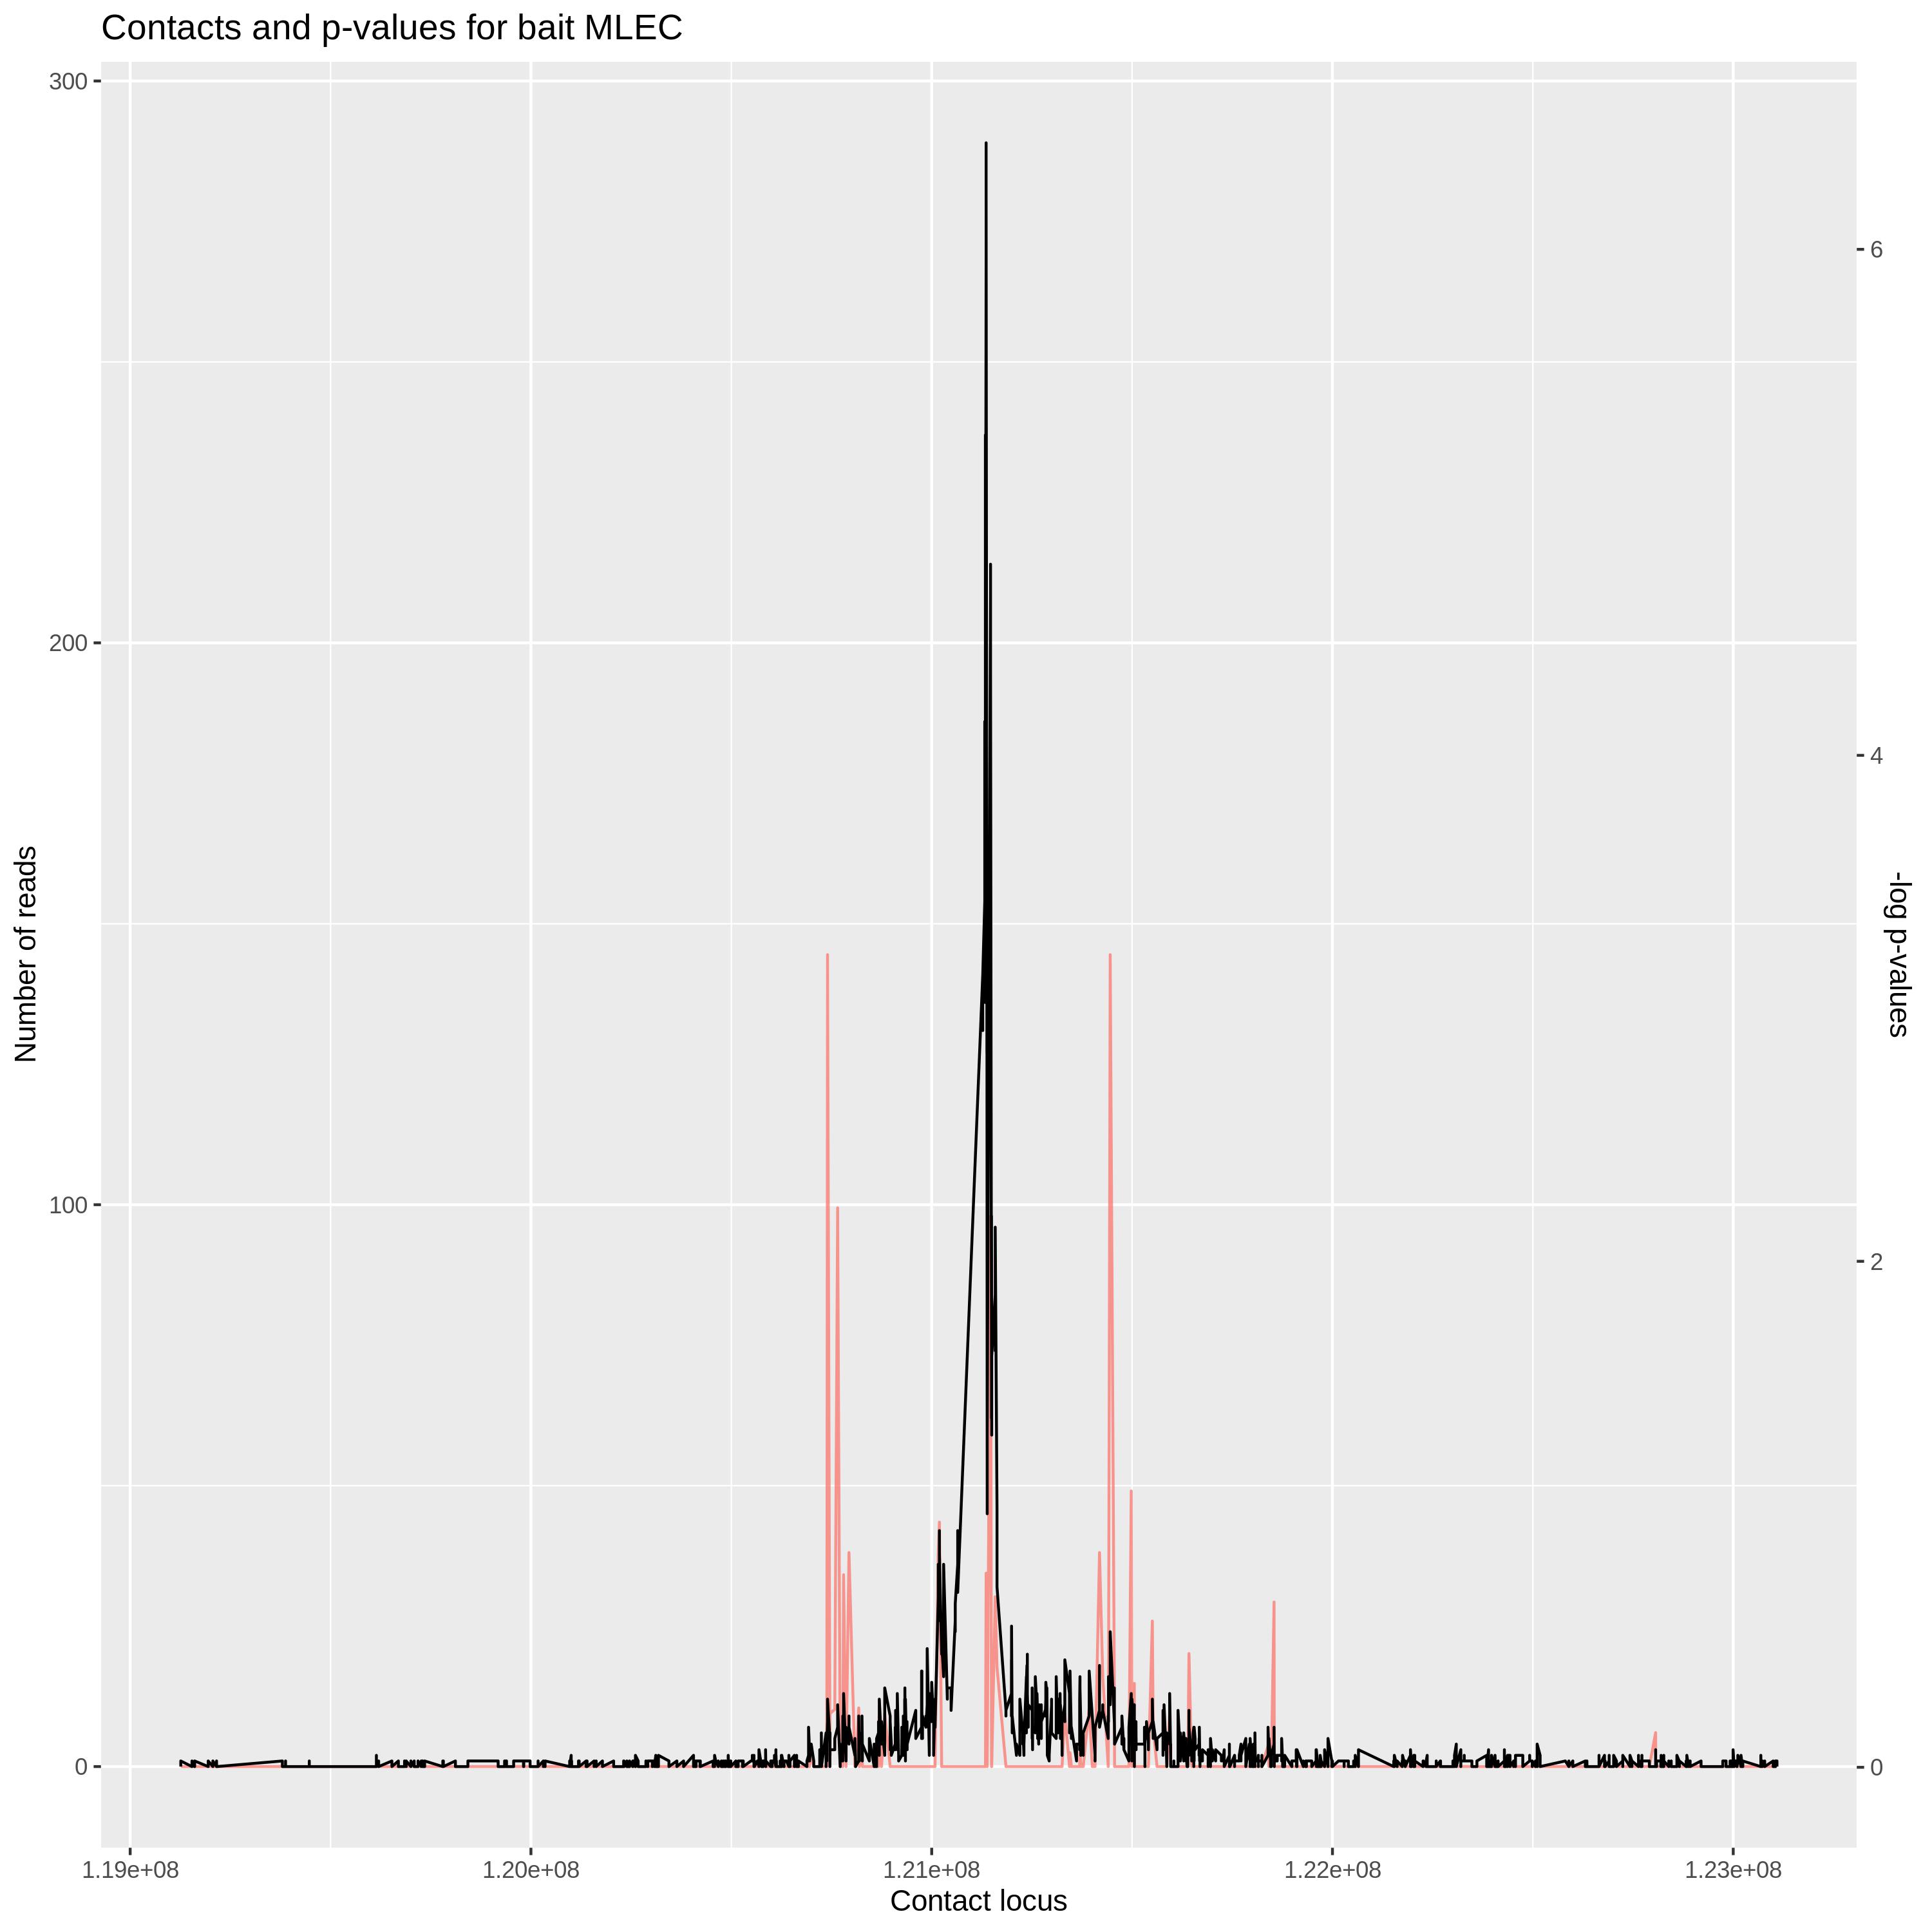 Contacts and p-values for bait MLEC
300
200
100
0
6
4
2
0
Number of reads
-log p-values
1.19e+08 1.20e+08 1.21e+08 1.22e+08 1.23e+08
Contact locus